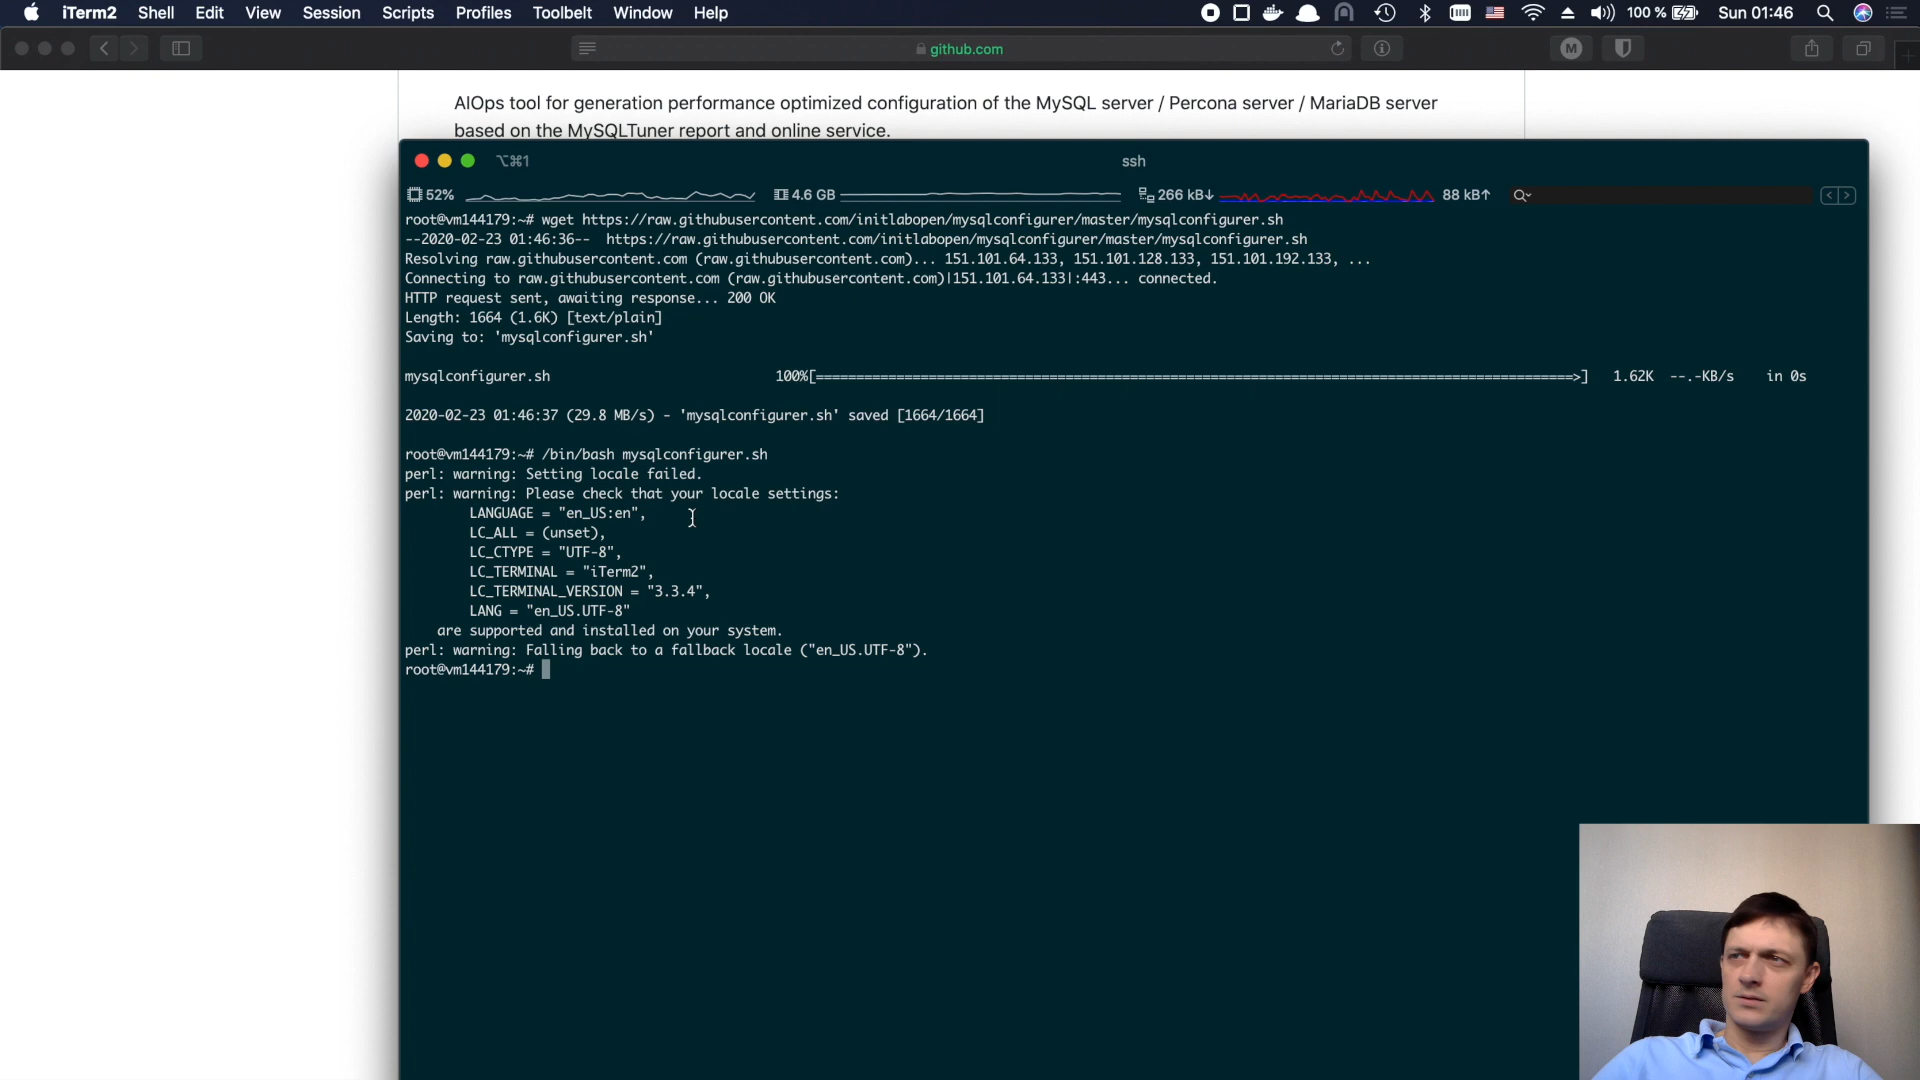 iTerm2 Shell Edit View Session Scripts Profiles Toolbelt Window Help 100 % Sun 01:46
github.com M
AIOps tool for generation performance optimized configuration of the MySQL server / Percona server / MariaDB server
based on the MySQLTuner report and online service.
⌥⌘1 ssh
52% 4.6 GB 266 kB↓ 88 kB↑
root@vm144179:~# wget https://raw.githubusercontent.com/initlabopen/mysqlconfigurer/master/mysqlconfigurer.sh
--2020-02-23 01:46:36-- https://raw.githubusercontent.com/initlabopen/mysqlconfigurer/master/mysqlconfigurer.sh
Resolving raw.githubusercontent.com (raw.githubusercontent.com)... 151.101.64.133, 151.101.128.133, 151.101.192.133, ...
Connecting to raw.githubusercontent.com (raw.githubusercontent.com)|151.101.64.133|:443... connected.
HTTP request sent, awaiting response... 200 OK
Length: 1664 (1.6K) [text/plain]
Saving to: 'mysqlconfigurer.sh'
mysqlconfigurer.sh 100%[==============================================================================================>] 1.62K --.-KB/s in 0s
2020-02-23 01:46:37 (29.8 MB/s) - 'mysqlconfigurer.sh' saved [1664/1664]
root@vm144179:~# /bin/bash mysqlconfigurer.sh
perl: warning: Setting locale failed.
perl: warning: Please check that your locale settings:
LANGUAGE = "en_US:en",
LC_ALL = (unset),
LC_CTYPE = "UTF-8",
LC_TERMINAL = "iTerm2",
LC_TERMINAL_VERSION = "3.3.4",
LANG = "en_US.UTF-8"
are supported and installed on your system.
perl: warning: Falling back to a fallback locale ("en_US.UTF-8").
root@vm144179:~#